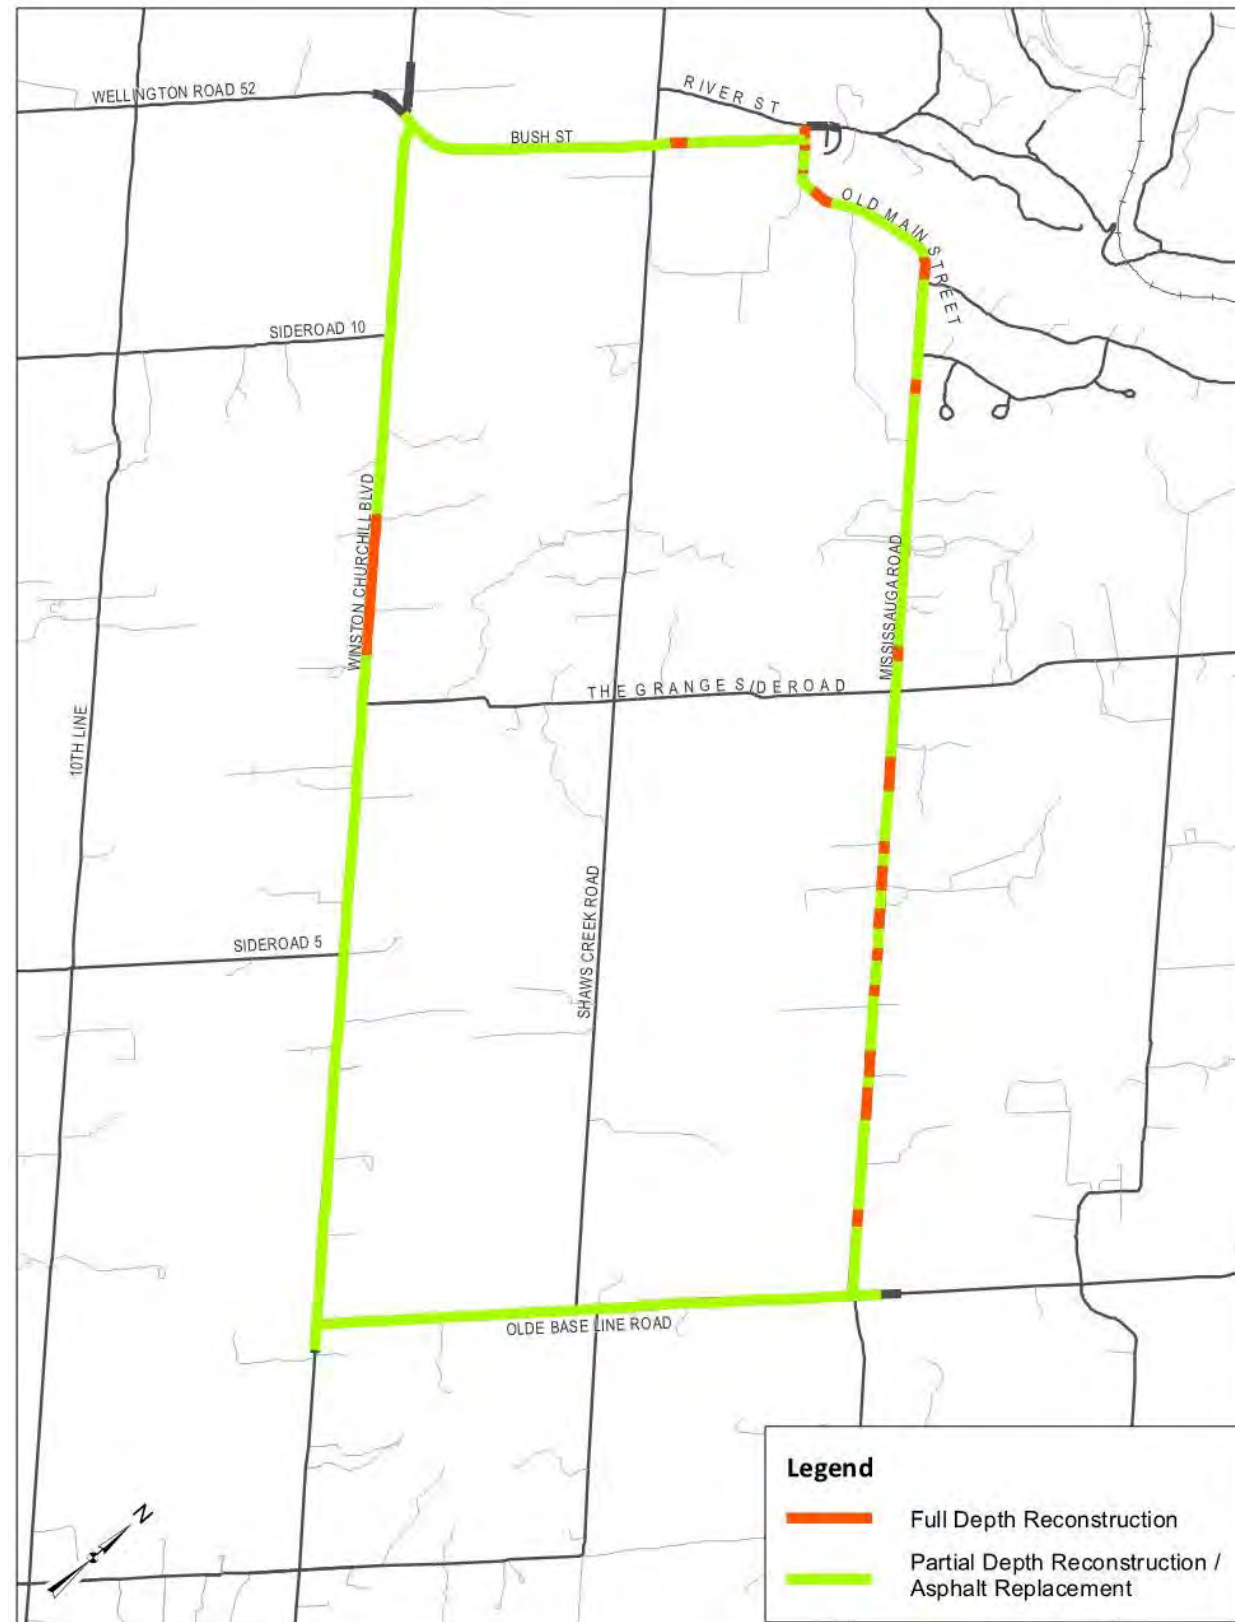 RIVER ST
WELLINGTON ROAD 52
BUSH ST
OLD MAIN STREET
SIDEROAD 10
WINSTON CHURCHILL BLVD
MISSISSAUGA ROAD
THE GRANGE SIDEROAD
10TH LINE
SHAWS CREEK ROAD
SIDEROAD 5
OLDE BASE LINE ROAD
Legend
Full Depth Reconstruction
Partial Depth Reconstruction /
Asphalt Replacement
N